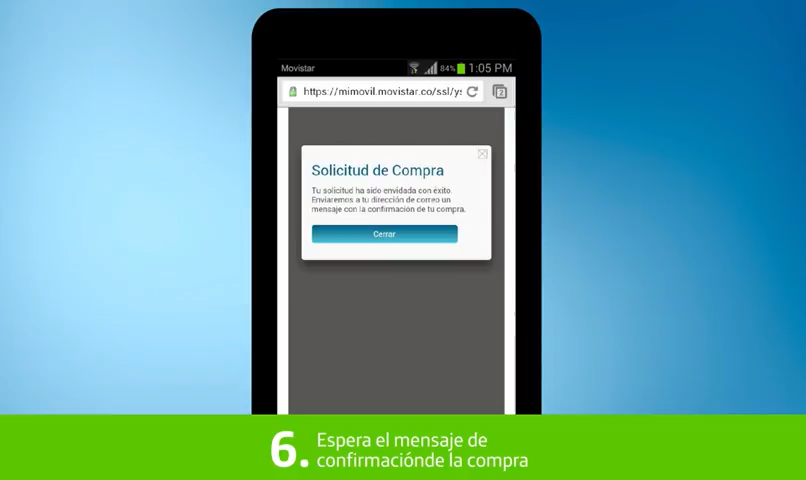 Movistar 84% 1:05 PM
https://mimovil.movistar.co/ssl/ys 2
Solicitud de Compra
Tu solicitud ha sido envidada con éxito.
Enviaremos a tu dirección de correo un
mensaje con la confirmación de tu compra.
Cerrar
6. Espera el mensaje de
confirmaciónde la compra